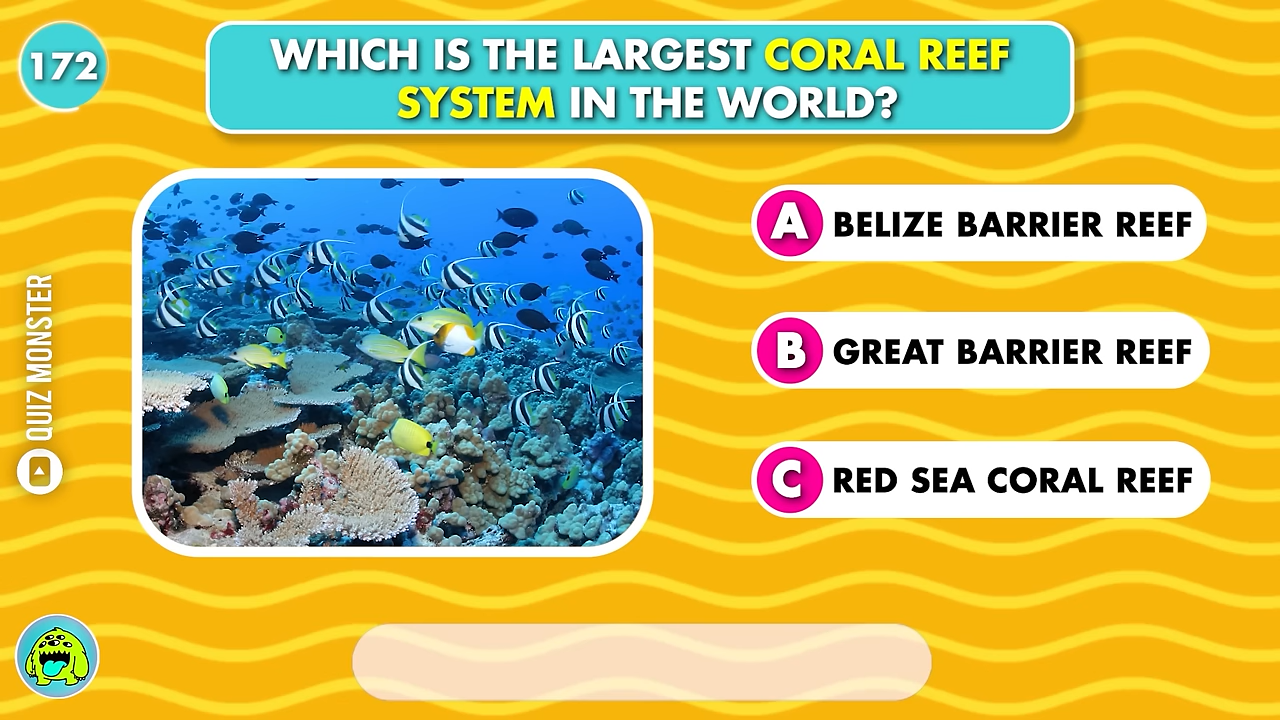 172
WHICH IS THE LARGEST CORAL REEF
SYSTEM IN THE WORLD?
A BELIZE BARRIER REEF
B GREAT BARRIER REEF
C RED SEA CORAL REEF
QUIZ MONSTER